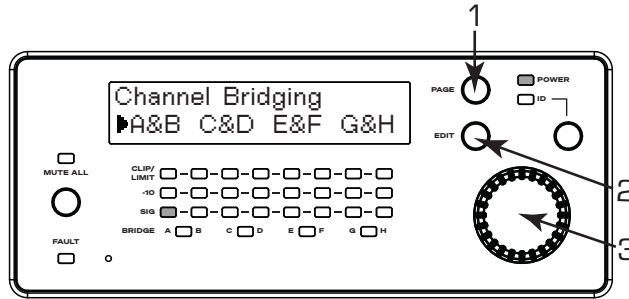 1
PAGE
POWER
ID
Channel Bridging
A&B C&D E&F G&H
EDIT
2
MUTE ALL
CLIP/
LIMIT
-10
SIG
3
BRIDGE A B C D E F G H
FAULT